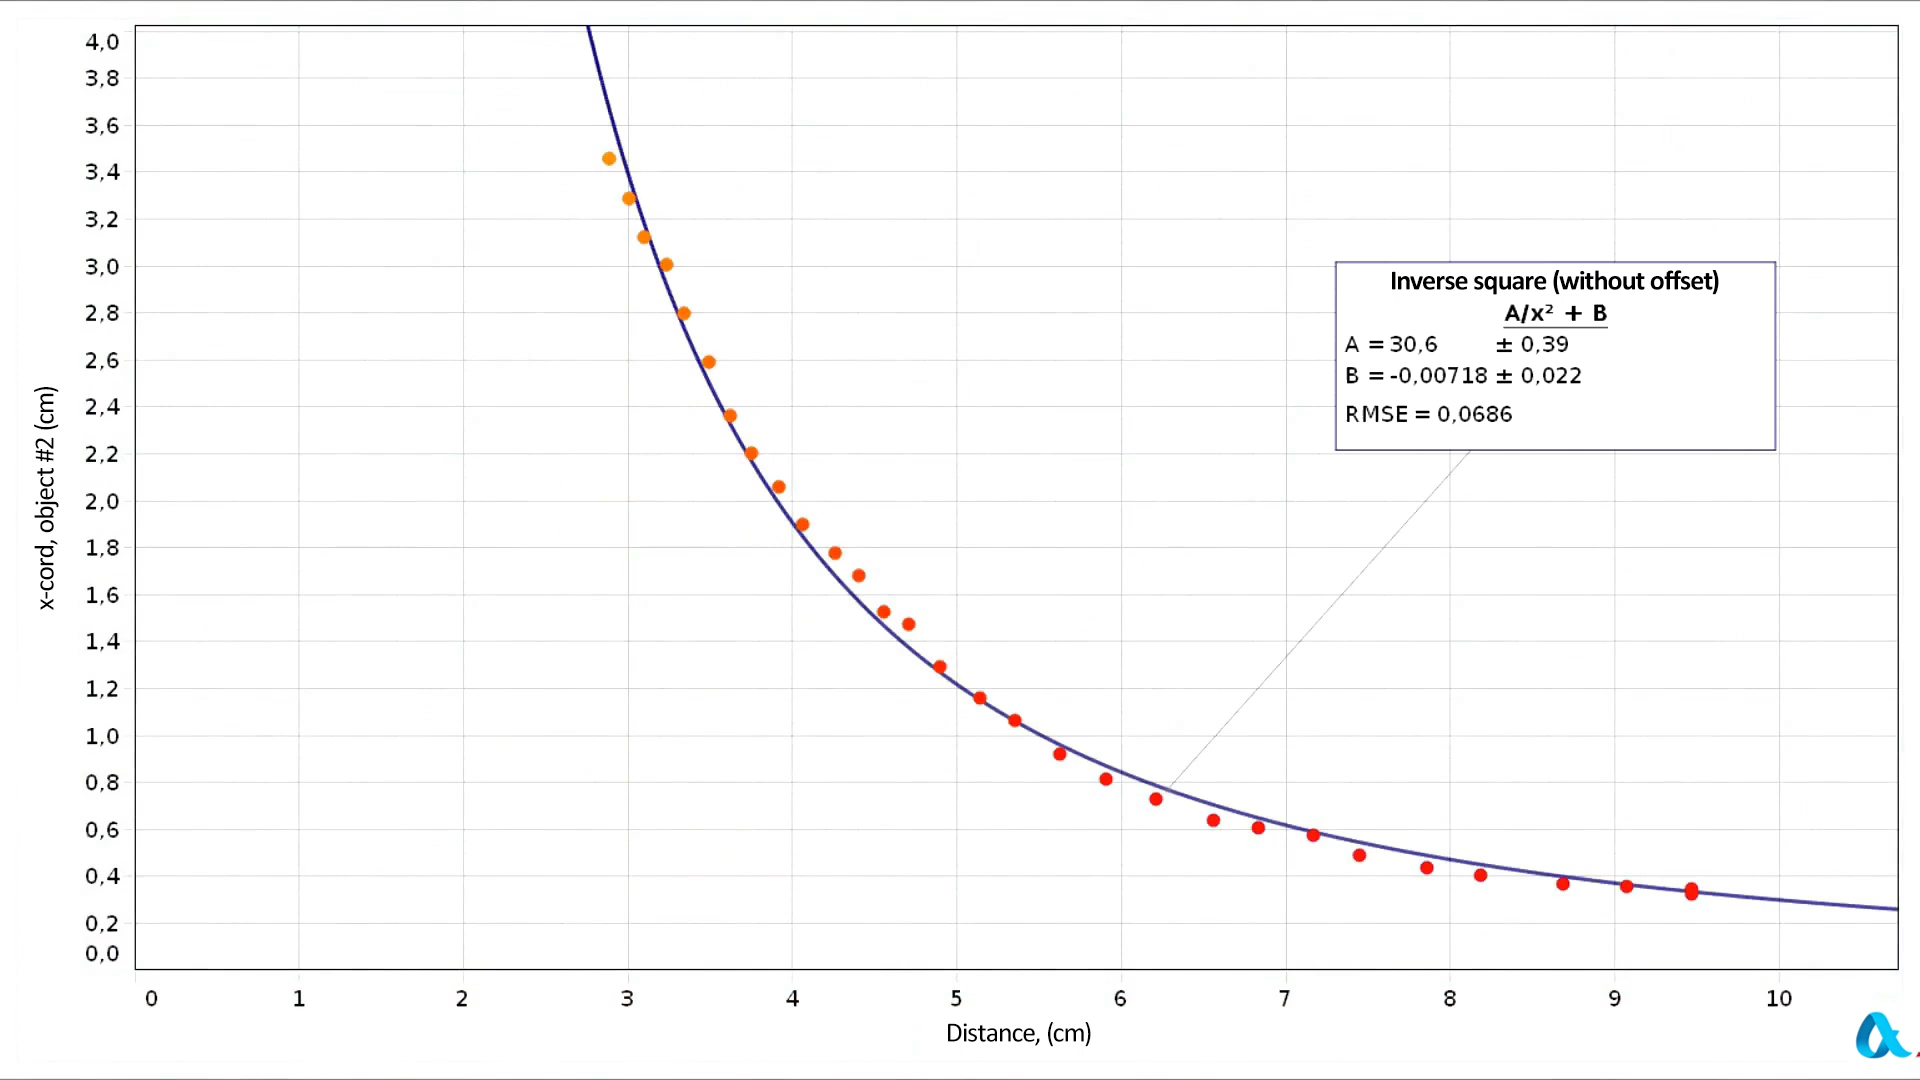 4,0
3,8
3,6
3,4
3,2
3,0
2,8
2,6
2,4
2,2
2,0
1,8
1,6
1,4
1,2
1,0
0,8
0,6
0,4
0,2
0,0
x-cord, object #2 (cm)
Inverse square (without offset)
A/x² + B
A = 30,6 ± 0,39
B = -0,00718 ± 0,022
RMSE = 0,0686
0 1 2 3 4 5 6 7 8 9 10
Distance, (cm)